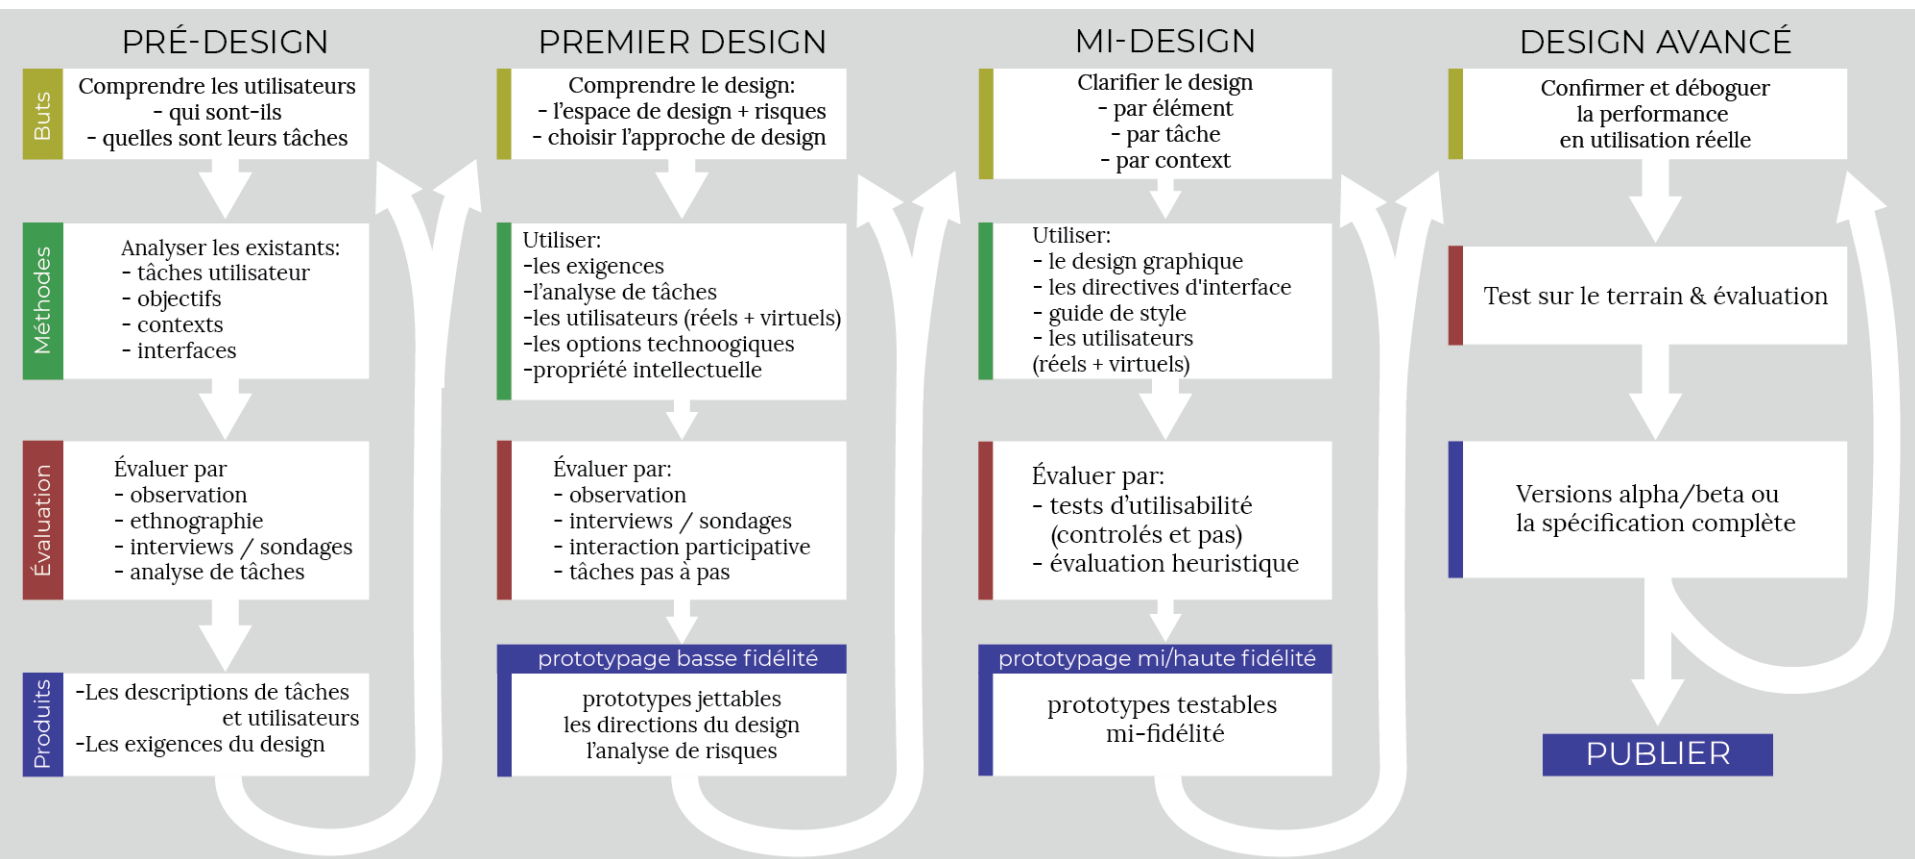 PRÉ-DESIGN
Buts
Comprendre les utilisateurs
- qui sont-ils
- quelles sont leurs tâches
Méthodes
Analyser les existants:
- tâches utilisateur
- objectifs
- contexts
- interfaces
Évaluation
Évaluer par
- observation
- ethnographie
- interviews / sondages
- analyse de tâches
Produits
-Les descriptions de tâches
et utilisateurs
-Les exigences du design
PREMIER DESIGN
Comprendre le design:
- l'espace de design + risques
- choisir l'approche de design
Utiliser:
-les exigences
-l'analyse de tâches
-les utilisateurs (réels + virtuels)
-les options technoogiques
-propriété intellectuelle
Évaluer par:
- observation
- interviews / sondages
- interaction participative
- tâches pas à pas
prototypage basse fidélité
prototypes jettables
les directions du design
l'analyse de risques
MI-DESIGN
Clarifier le design
- par élément
- par tâche
- par context
Utiliser:
- le design graphique
- les directives d'interface
- guide de style
- les utilisateurs
(réels + virtuels)
Évaluer par:
- tests d'utilisabilité
(controlés et pas)
- évaluation heuristique
prototypage mi/haute fidélité
prototypes testables
mi-fidélité
DESIGN AVANCÉ
Confirmer et déboguer
la performance
en utilisation réelle
Test sur le terrain & évaluation
Versions alpha/beta ou
la spécification complète
PUBLIER